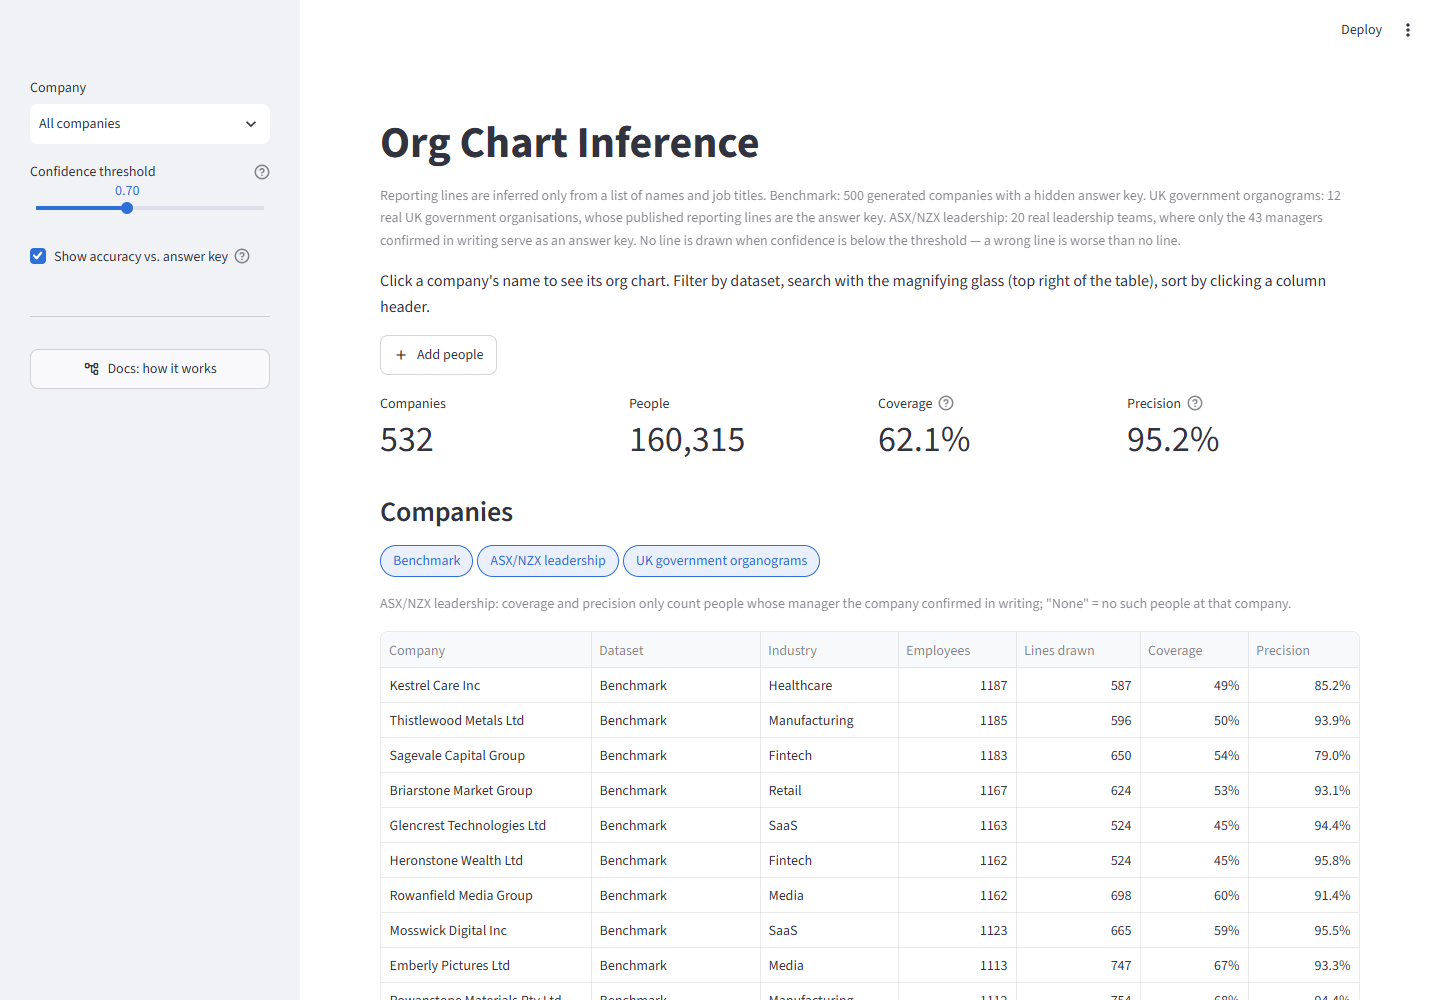 Deploy
Company
All companies
Confidence threshold
0.70
Show accuracy vs. answer key
Docs: how it works
Org Chart Inference
Reporting lines are inferred only from a list of names and job titles. Benchmark: 500 generated companies with a hidden answer key. UK government organograms: 12
real UK government organisations, whose published reporting lines are the answer key. ASX/NZX leadership: 20 real leadership teams, where only the 43 managers
confirmed in writing serve as an answer key. No line is drawn when confidence is below the threshold — a wrong line is worse than no line.
Click a company's name to see its org chart. Filter by dataset, search with the magnifying glass (top right of the table), sort by clicking a column
header.
+ Add people
Companies People Coverage Precision
532 160,315 62.1% 95.2%
Companies
Benchmark ASX/NZX leadership UK government organograms
ASX/NZX leadership: coverage and precision only count people whose manager the company confirmed in writing; "None" = no such people at that company.
Company Dataset Industry Employees Lines drawn Coverage Precision
Kestrel Care Inc Benchmark Healthcare 1187 587 49% 85.2%
Thistlewood Metals Ltd Benchmark Manufacturing 1185 596 50% 93.9%
Sagevale Capital Group Benchmark Fintech 1183 650 54% 79.0%
Briarstone Market Group Benchmark Retail 1167 624 53% 93.1%
Glencrest Technologies Ltd Benchmark SaaS 1163 524 45% 94.4%
Heronstone Wealth Ltd Benchmark Fintech 1162 524 45% 95.8%
Rowanfield Media Group Benchmark Media 1162 698 60% 91.4%
Mosswick Digital Inc Benchmark SaaS 1123 665 59% 95.5%
Emberly Pictures Ltd Benchmark Media 1113 747 67% 93.3%
Rowanstone Materials Pty Ltd Benchmark Manufacturing 1112 754 68% 94.4%